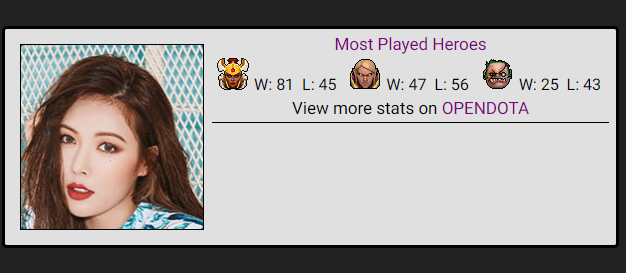 Most Played Heroes
W: 81 L: 45 W: 47 L: 56 W: 25 L: 43
View more stats on OPENDOTA